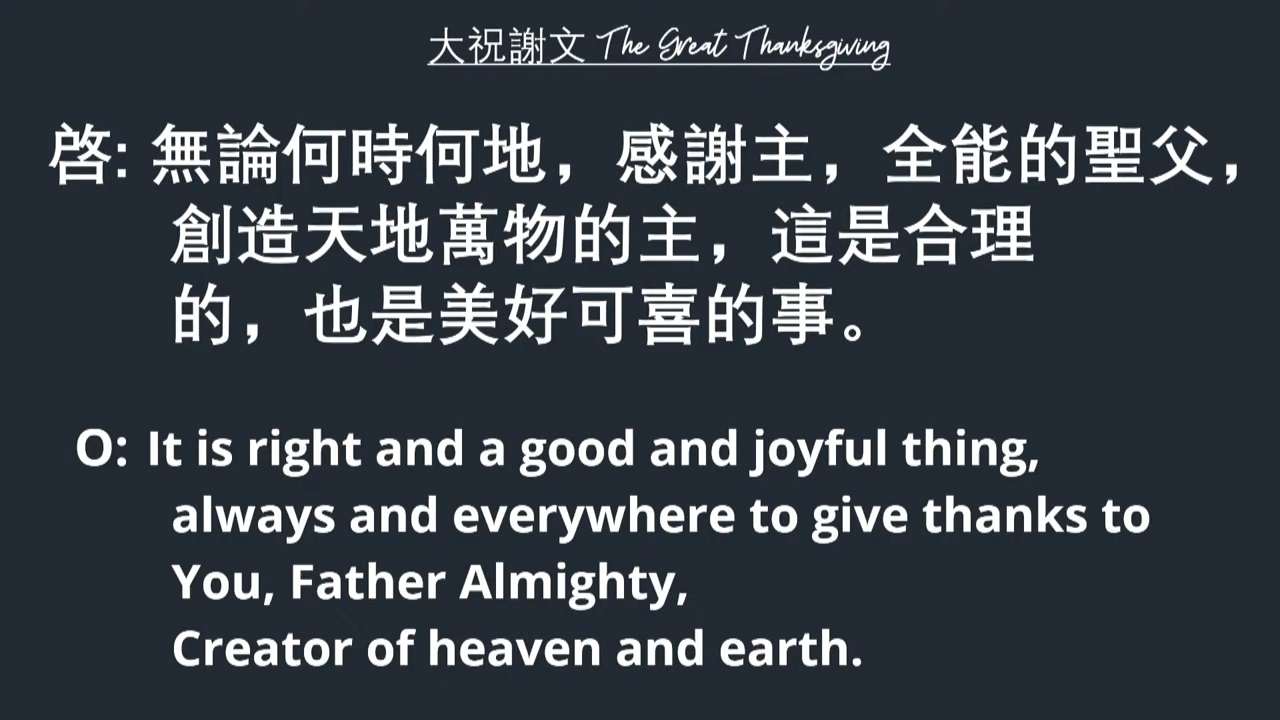 大祝謝文 The Great Thanksgiving
啓: 無論何時何地，感謝主，全能的聖父，
創造天地萬物的主，這是合理
的，也是美好可喜的事。
O: It is right and a good and joyful thing,
always and everywhere to give thanks to
You, Father Almighty,
Creator of heaven and earth.